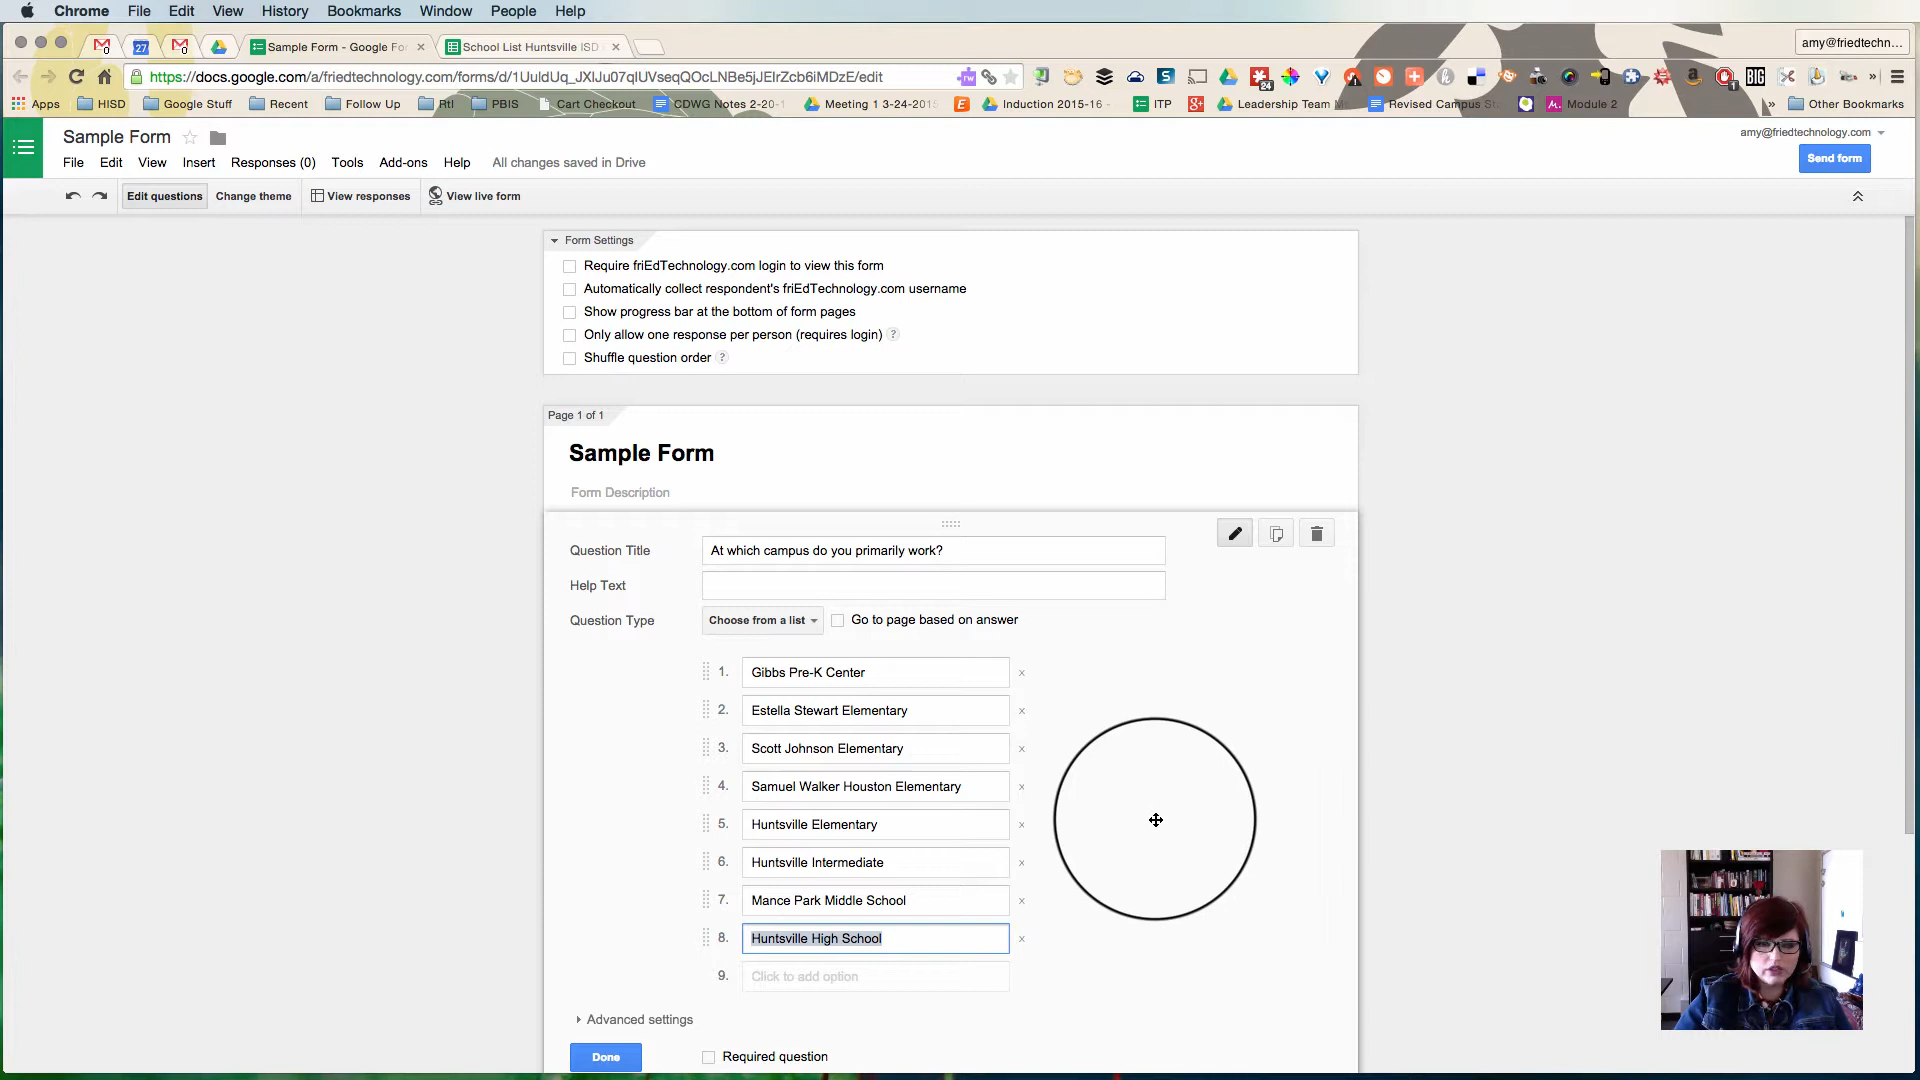 Chrome File Edit View History Bookmarks Window People Help
0 27 0 Sample Form - Google Fo × School List Huntsville ISD × amy@friedtechn...
https://docs.google.com/a/friedtechnology.com/forms/d/1UuldUq_JXlJu07qlUVseqQOcLNBe5jJElrZcb6iMDzE/edit
Apps HISD Google Stuff Recent Follow Up RtI PBIS Cart Checkout CDWG Notes 2-20-1 Meeting 1 3-24-2015 Induction 2015-16 - ITP Leadership Team M Revised Campus St Module 2 » Other Bookmarks
Sample Form
amy@friedtechnology.com
File Edit View Insert Responses (0) Tools Add-ons Help All changes saved in Drive
Send form
Edit questions Change theme View responses View live form
Form Settings
Require friEdTechnology.com login to view this form
Automatically collect respondent's friEdTechnology.com username
Show progress bar at the bottom of form pages
Only allow one response per person (requires login) ?
Shuffle question order ?
Page 1 of 1
Sample Form
Form Description
Question Title At which campus do you primarily work?
Help Text
Question Type Choose from a list Go to page based on answer
1. Gibbs Pre-K Center ×
2. Estella Stewart Elementary ×
3. Scott Johnson Elementary ×
4. Samuel Walker Houston Elementary ×
5. Huntsville Elementary ×
6. Huntsville Intermediate ×
7. Mance Park Middle School ×
8. Huntsville High School ×
9. Click to add option
Advanced settings
Done Required question